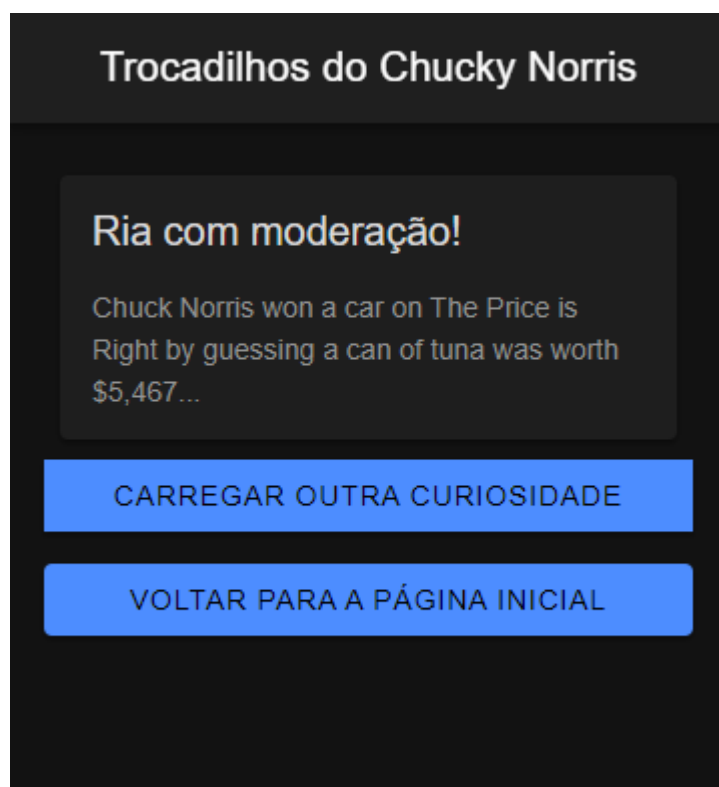 Trocadilhos do Chucky Norris
Ria com moderação!
Chuck Norris won a car on The Price is
Right by guessing a can of tuna was worth
$5,467...
CARREGAR OUTRA CURIOSIDADE
VOLTAR PARA A PÁGINA INICIAL